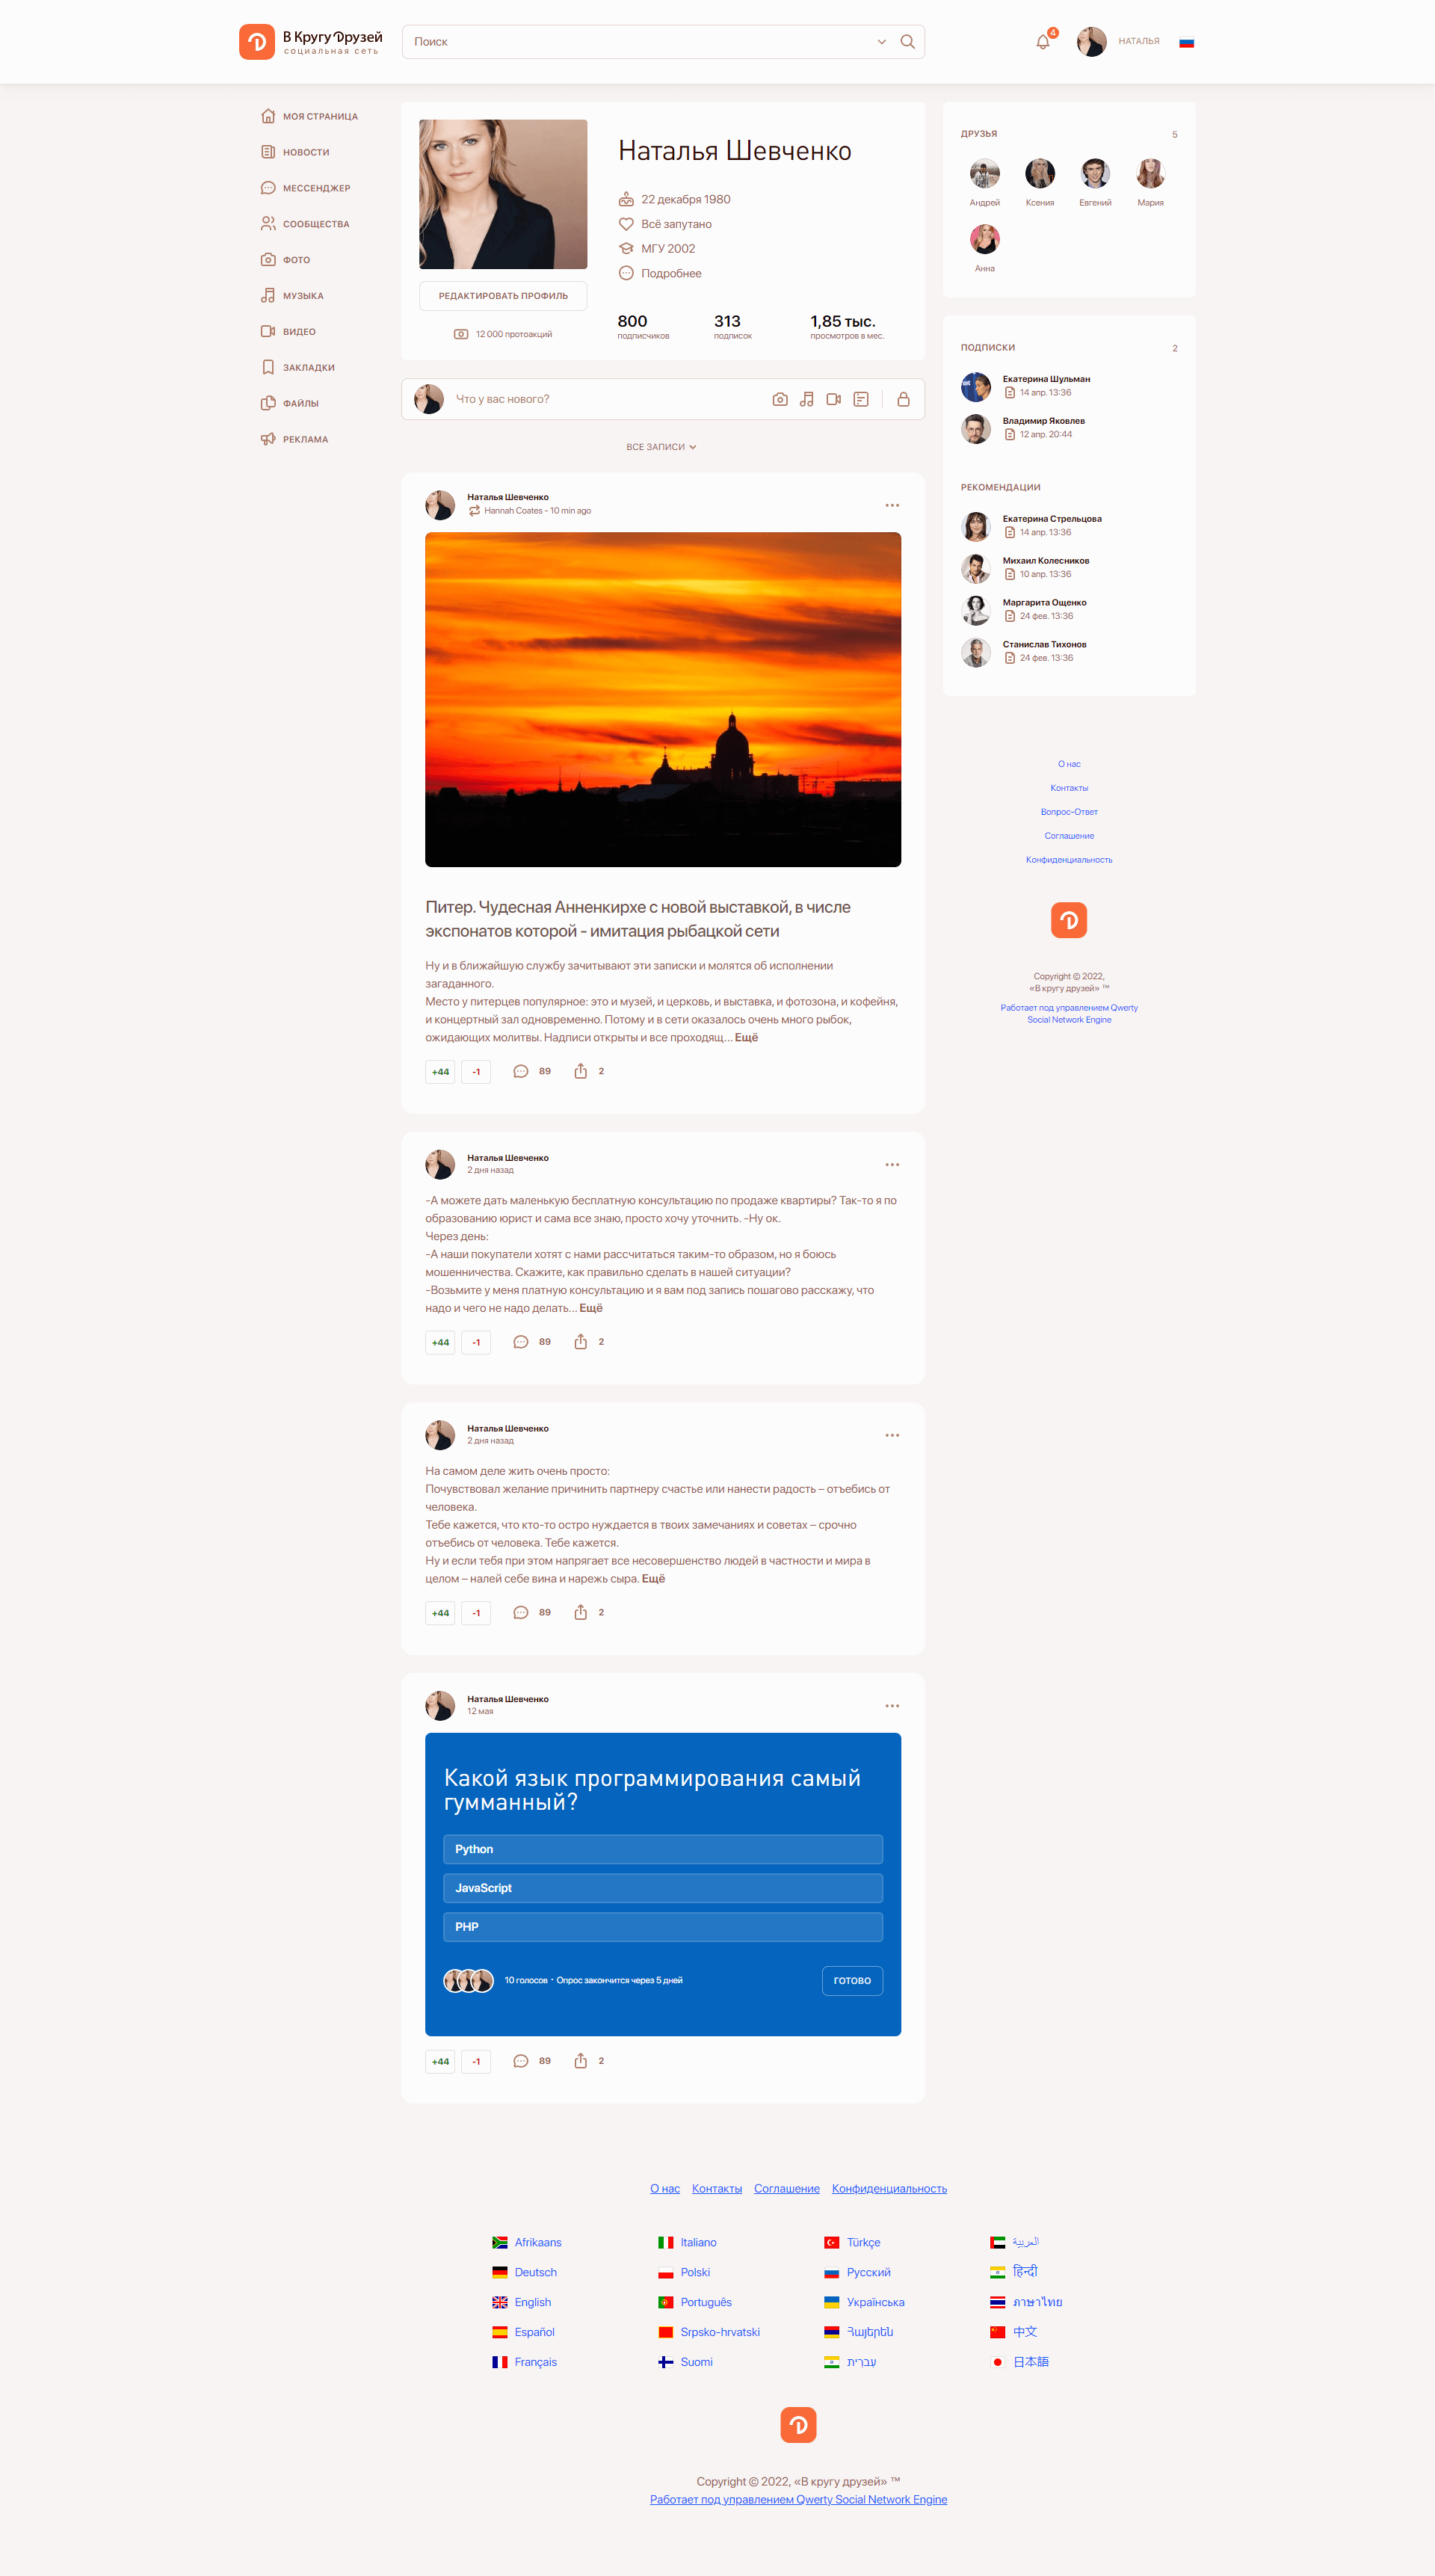 В Кругу Друзей
социальная сеть
Поиск
4
НАТАЛЬЯ
МОЯ СТРАНИЦА
НОВОСТИ
МЕССЕНДЖЕР
СООБЩЕСТВА
ФОТО
МУЗЫКА
ВИДЕО
ЗАКЛАДКИ
ФАЙЛЫ
РЕКЛАМА
Наталья Шевченко
22 декабря 1980
Всё запутано
МГУ 2002
Подробнее
РЕДАКТИРОВАТЬ ПРОФИЛЬ
12 000 протоакций
800
подписчиков
313
подписок
1,85 тыс.
просмотров в мес.
Что у вас нового?
ВСЕ ЗАПИСИ
Наталья Шевченко
Hannah Coates - 10 min ago
Питер. Чудесная Анненкирхе с новой выставкой, в числе
экспонатов которой - имитация рыбацкой сети
Ну и в ближайшую службу зачитывают эти записки и молятся об исполнении
загаданного.
Место у питерцев популярное: это и музей, и церковь, и выставка, и фотозона, и кофейня,
и концертный зал одновременно. Потому и в сети оказалось очень много рыбок,
ожидающих молитвы. Надписи открыты и все проходящ... Ещё
+44 -1 89 2
Наталья Шевченко
2 дня назад
-А можете дать маленькую бесплатную консультацию по продаже квартиры? Так-то я по
образованию юрист и сама все знаю, просто хочу уточнить. -Ну ок.
Через день:
-А наши покупатели хотят с нами рассчитаться таким-то образом, но я боюсь
мошенничества. Скажите, как правильно сделать в нашей ситуации?
-Возьмите у меня платную консультацию и я вам под запись пошагово расскажу, что
надо и чего не надо делать... Ещё
+44 -1 89 2
Наталья Шевченко
2 дня назад
На самом деле жить очень просто:
Почувствовал желание причинить партнеру счастье или нанести радость – отъебись от
человека.
Тебе кажется, что кто-то остро нуждается в твоих замечаниях и советах – срочно
отъебись от человека. Тебе кажется.
Ну и если тебя при этом напрягает все несовершенство людей в частности и мира в
целом – налей себе вина и нарежь сыра. Ещё
+44 -1 89 2
Наталья Шевченко
12 мая
Какой язык программирования самый
гумманный?
Python
JavaScript
PHP
10 голосов · Опрос закончится через 5 дней
ГОТОВО
+44 -1 89 2
ДРУЗЬЯ 5
Андрей
Ксения
Евгений
Мария
Анна
ПОДПИСКИ 2
Екатерина Шульман
14 апр. 13:36
Владимир Яковлев
12 апр. 20:44
РЕКОМЕНДАЦИИ
Екатерина Стрельцова
14 апр. 13:36
Михаил Колесников
10 апр. 13:36
Маргарита Ощенко
24 фев. 13:36
Станислав Тихонов
24 фев. 13:36
О нас
Контакты
Вопрос-Ответ
Соглашение
Конфиденциальность
Copyright © 2022,
«В кругу друзей» ™
Работает под управлением Qwerty
Social Network Engine
О нас Контакты Соглашение Конфиденциальность
Afrikaans
Deutsch
English
Español
Français
Italiano
Polski
Português
Srpsko-hrvatski
Suomi
Türkçe
Русский
Українська
Հայերեն
עברית
العربية
हिन्दी
ภาษาไทย
中文
日本語
Copyright © 2022, «В кругу друзей» ™
Работает под управлением Qwerty Social Network Engine